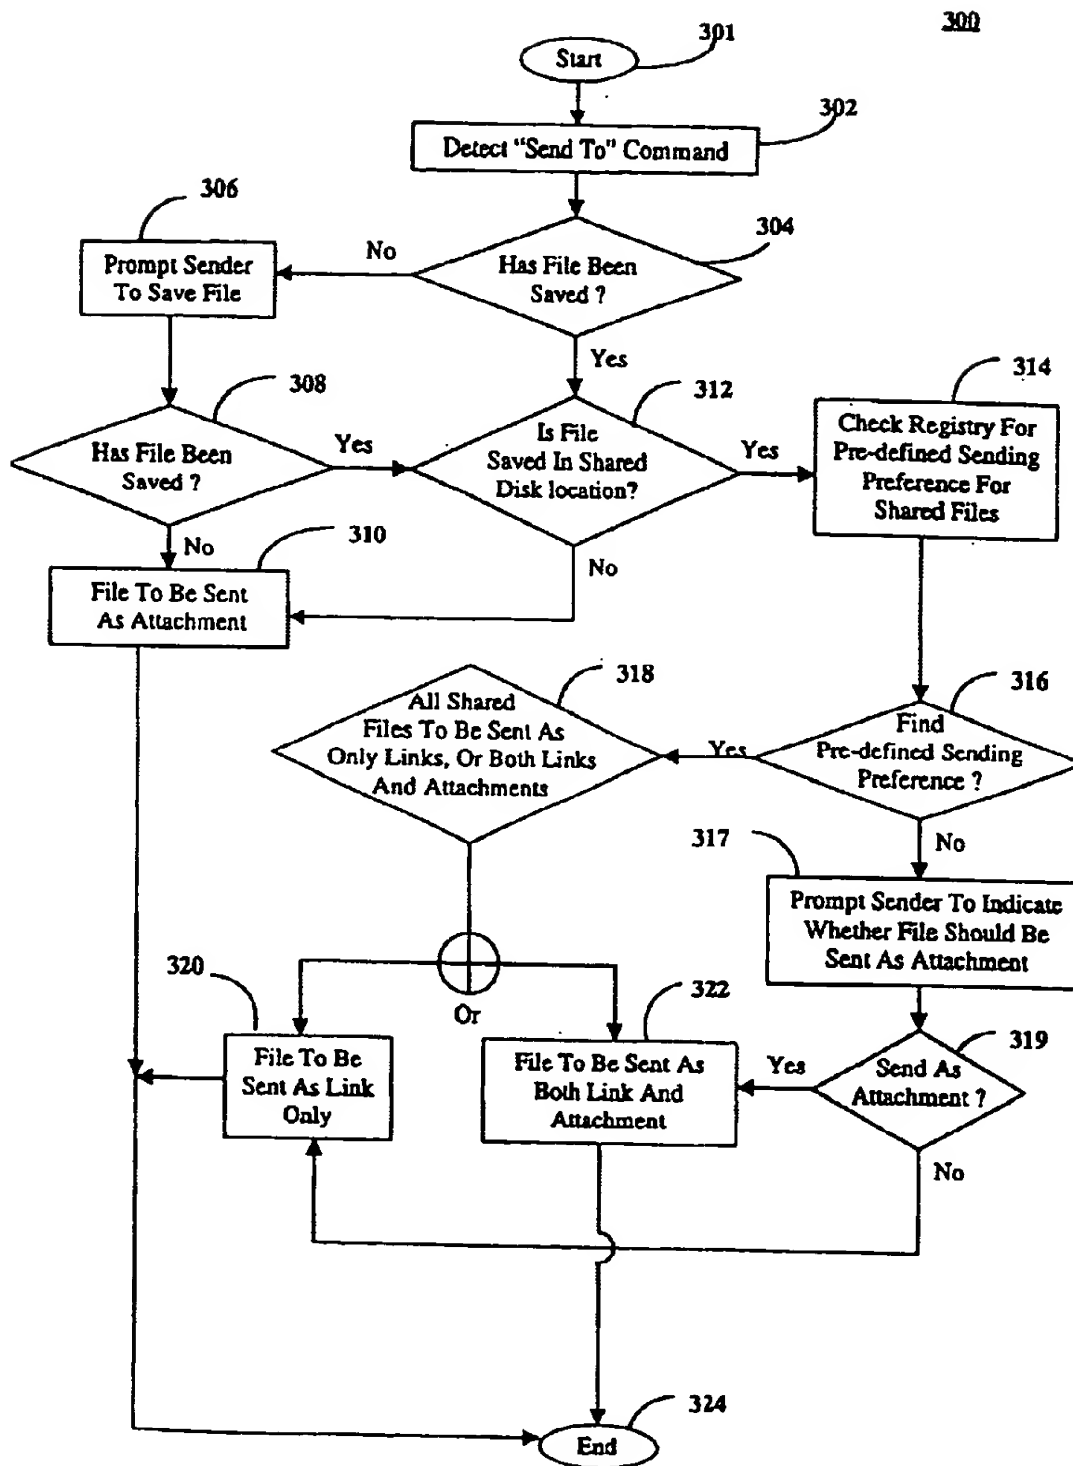 300
301
Start
302
Detect "Send To" Command
306
304
No
Prompt Sender
To Save File
Has File Been
Saved ?
Yes
308
312
314
Has File Been
Saved ?
Yes
Is File
Saved In Shared
Disk location?
Yes
Check Registry For
Pre-defined Sending
Preference For
Shared Files
No
310
No
File To Be Sent
As Attachment
318
316
All Shared
Files To Be Sent As
Only Links, Or Both Links
And Attachments
Yes
Find
Pre-defined Sending
Preference ?
317
No
Prompt Sender To Indicate
Whether File Should Be
Sent As Attachment
320
Or
322
319
File To Be
Sent As Link
Only
File To Be Sent As
Both Link And
Attachment
Yes
Send As
Attachment ?
No
324
End